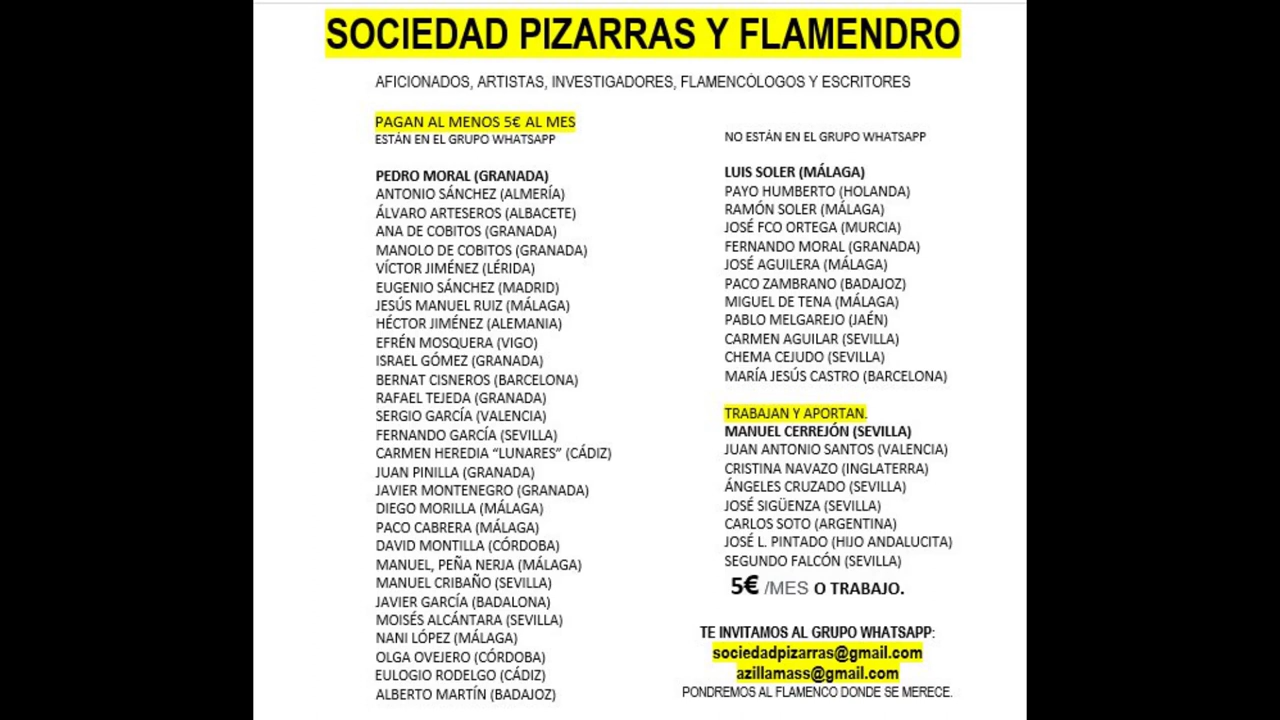 SOCIEDAD PIZARRAS Y FLAMENDRO
AFICIONADOS, ARTISTAS, INVESTIGADORES, FLAMENCÓLOGOS Y ESCRITORES
PAGAN AL MENOS 5€ AL MES
ESTÁN EN EL GRUPO WHATSAPP
PEDRO MORAL (GRANADA)
ANTONIO SÁNCHEZ (ALMERÍA)
ÁLVARO ARTESEROS (ALBACETE)
ANA DE COBITOS (GRANADA)
MANOLO DE COBITOS (GRANADA)
VÍCTOR JIMÉNEZ (LÉRIDA)
EUGENIO SÁNCHEZ (MADRID)
JESÚS MANUEL RUIZ (MÁLAGA)
HÉCTOR JIMÉNEZ (ALEMANIA)
EFRÉN MOSQUERA (VIGO)
ISRAEL GÓMEZ (GRANADA)
BERNAT CISNEROS (BARCELONA)
RAFAEL TEJEDA (GRANADA)
SERGIO GARCÍA (VALENCIA)
FERNANDO GARCÍA (SEVILLA)
CARMEN HEREDIA “LUNARES” (CÁDIZ)
JUAN PINILLA (GRANADA)
JAVIER MONTENEGRO (GRANADA)
DIEGO MORILLA (MÁLAGA)
PACO CABRERA (MÁLAGA)
DAVID MONTILLA (CÓRDOBA)
MANUEL, PEÑA NERJA (MÁLAGA)
MANUEL CRIBAÑO (SEVILLA)
JAVIER GARCÍA (BADALONA)
MOISÉS ALCÁNTARA (SEVILLA)
NANI LÓPEZ (MÁLAGA)
OLGA OVEJERO (CÓRDOBA)
EULOGIO RODELGO (CÁDIZ)
ALBERTO MARTÍN (BADAJOZ)
NO ESTÁN EN EL GRUPO WHATSAPP
LUIS SOLER (MÁLAGA)
PAYO HUMBERTO (HOLANDA)
RAMÓN SOLER (MÁLAGA)
JOSÉ FCO ORTEGA (MURCIA)
FERNANDO MORAL (GRANADA)
JOSÉ AGUILERA (MÁLAGA)
PACO ZAMBRANO (BADAJOZ)
MIGUEL DE TENA (MÁLAGA)
PABLO MELGAREJO (JAÉN)
CARMEN AGUILAR (SEVILLA)
CHEMA CEJUDO (SEVILLA)
MARÍA JESÚS CASTRO (BARCELONA)
TRABAJAN Y APORTAN.
MANUEL CERREJÓN (SEVILLA)
JUAN ANTONIO SANTOS (VALENCIA)
CRISTINA NAVAZO (INGLATERRA)
ÁNGELES CRUZADO (SEVILLA)
JOSÉ SIGÜENZA (SEVILLA)
CARLOS SOTO (ARGENTINA)
JOSÉ L. PINTADO (HIJO ANDALUCITA)
SEGUNDO FALCÓN (SEVILLA)
5€ /MES O TRABAJO.
TE INVITAMOS AL GRUPO WHATSAPP:
sociedadpizarras@gmail.com
azillamass@gmail.com
PONDREMOS AL FLAMENCO DONDE SE MERECE.